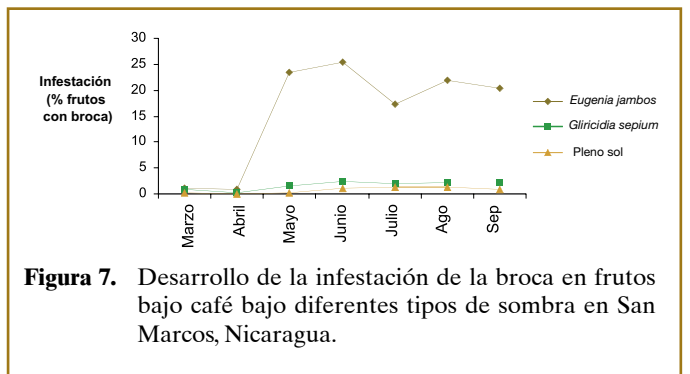 30
25
20
15
10
5
0
Infestación
(% frutos
con broca)
Marzo
Abril
Mayo
Junio
Julio
Ago
Sep
Eugenia jambos
Gliricidia sepium
Pleno sol
Figura 7. Desarrollo de la infestación de la broca en frutos
bajo café bajo diferentes tipos de sombra en San
Marcos, Nicaragua.